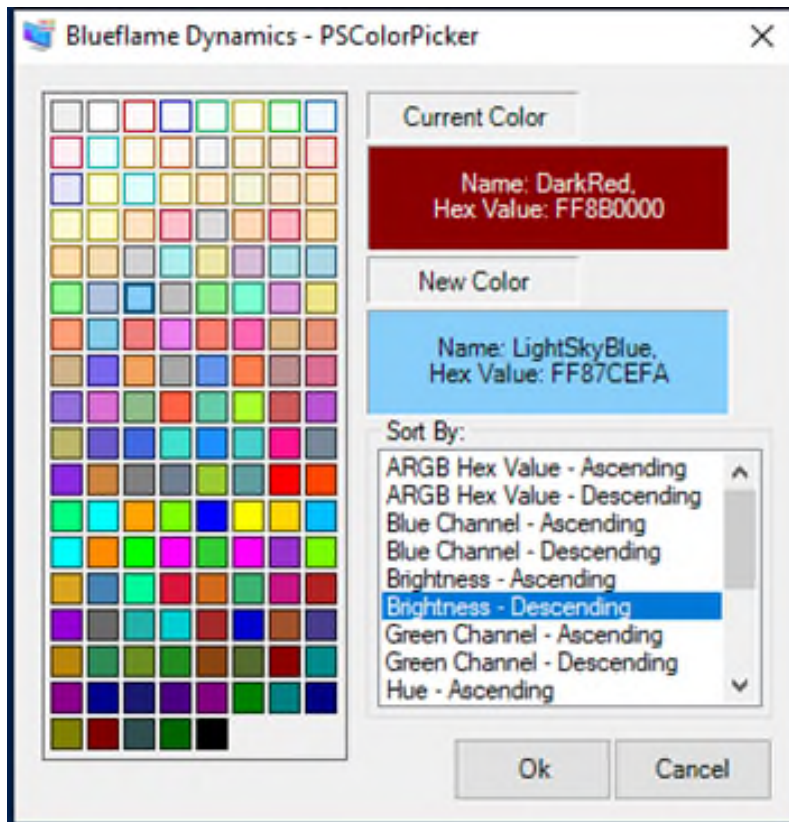 Blueflame Dynamics - PSColorPicker
Current Color
Name: DarkRed,
Hex Value: FF8B0000
New Color
Name: LightSkyBlue,
Hex Value: FF87CEFA
Sort By:
ARGB Hex Value - Ascending
ARGB Hex Value - Descending
Blue Channel - Ascending
Blue Channel - Descending
Brightness - Ascending
Brightness - Descending
Green Channel - Ascending
Green Channel - Descending
Hue - Ascending
Ok
Cancel